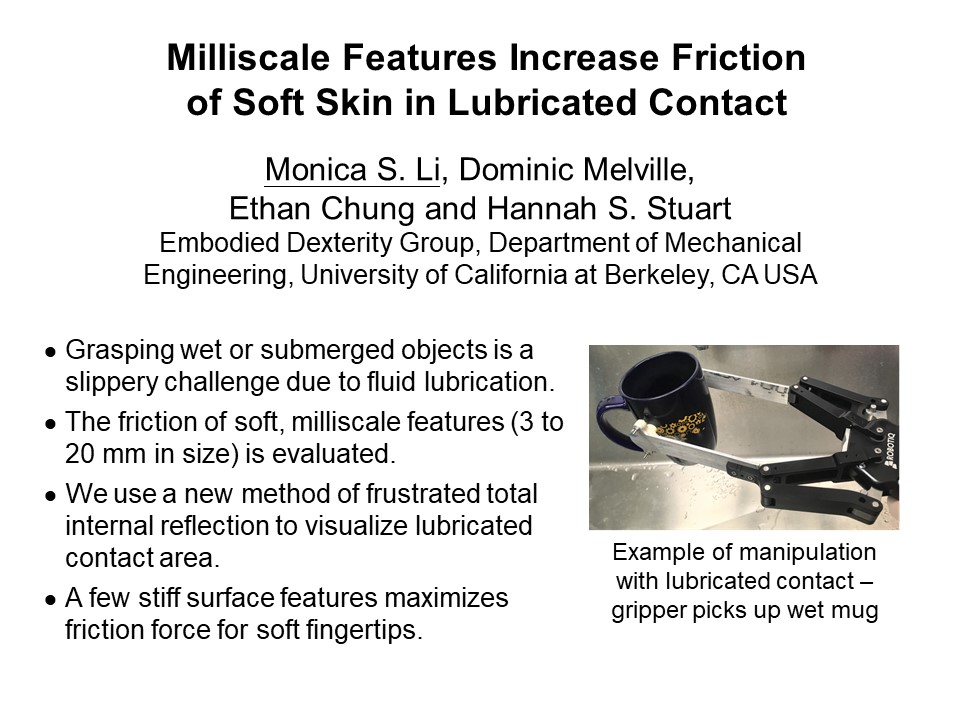 Milliscale Features Increase Friction
of Soft Skin in Lubricated Contact
Monica S. Li, Dominic Melville,
Ethan Chung and Hannah S. Stuart
Embodied Dexterity Group, Department of Mechanical
Engineering, University of California at Berkeley, CA USA
• Grasping wet or submerged objects is a
slippery challenge due to fluid lubrication.
• The friction of soft, milliscale features (3 to
20 mm in size) is evaluated.
• We use a new method of frustrated total
internal reflection to visualize lubricated
contact area.
• A few stiff surface features maximizes
friction force for soft fingertips.
ROBOTIQ
Example of manipulation
with lubricated contact –
gripper picks up wet mug